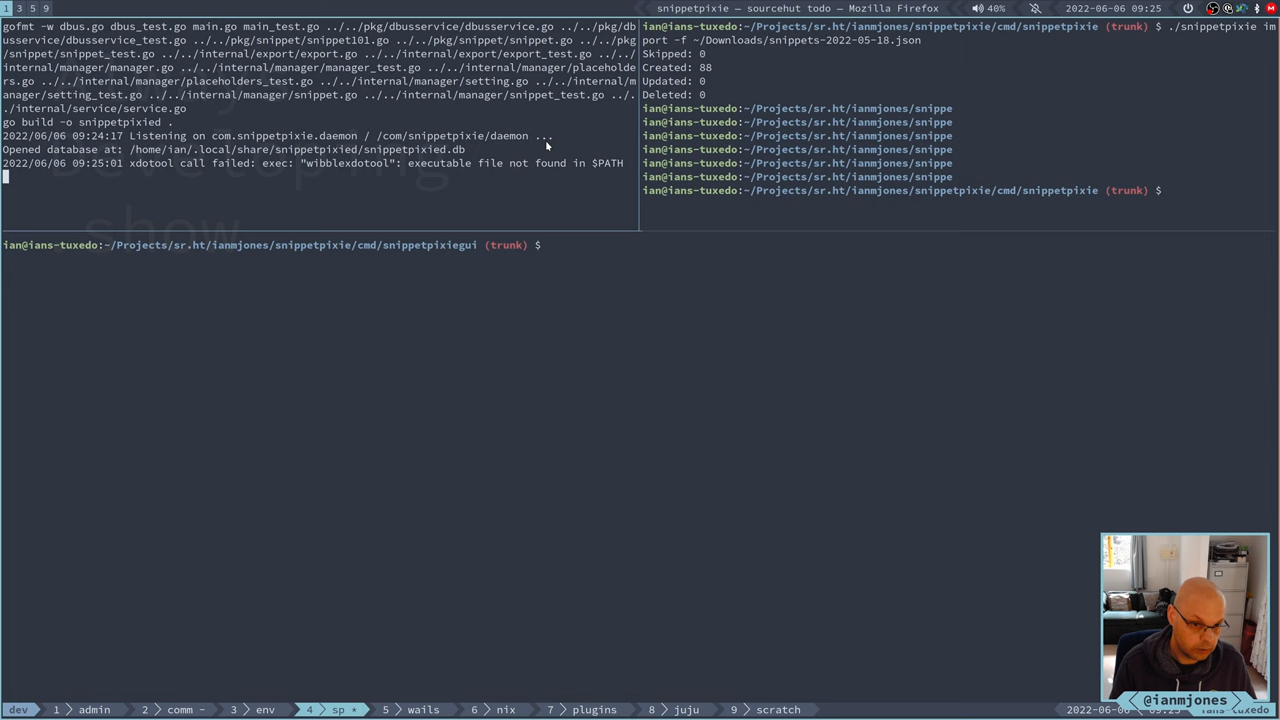 1 3 5 9
snippetpixie — sourcehut todo — Mozilla Firefox
40%
2022-06-06 09:25
gofmt -w dbus.go dbus_test.go main.go main_test.go ../../pkg/dbusservice/dbusservice.go ../../pkg/db
usservice/dbusservice_test.go ../../pkg/snippet/snippet101.go ../../pkg/snippet/snippet.go ../../pkg
/snippet/snippet_test.go ../../internal/export/export.go ../../internal/export/export_test.go ../../
internal/manager/manager.go ../../internal/manager/manager_test.go ../../internal/manager/placeholde
rs.go ../../internal/manager/placeholders_test.go ../../internal/manager/setting.go ../../internal/m
anager/setting_test.go ../../internal/manager/snippet.go ../../internal/manager/snippet_test.go ../.
./internal/service/service.go
go build -o snippetpixied .
2022/06/06 09:24:17 Listening on com.snippetpixie.daemon / /com/snippetpixie/daemon ...
Opened database at: /home/ian/.local/share/snippetpixied/snippetpixied.db
2022/06/06 09:25:01 xdotool call failed: exec: "wibblexdotool": executable file not found in $PATH
Developing
show
ian@ians-tuxedo:~/Projects/sr.ht/ianmjones/snippetpixie/cmd/snippetpixie (trunk) $ ./snippetpixie im
port -f ~/Downloads/snippets-2022-05-18.json
Skipped: 0
Created: 88
Updated: 0
Deleted: 0
ian@ians-tuxedo:~/Projects/sr.ht/ianmjones/snippe
ian@ians-tuxedo:~/Projects/sr.ht/ianmjones/snippe
ian@ians-tuxedo:~/Projects/sr.ht/ianmjones/snippe
ian@ians-tuxedo:~/Projects/sr.ht/ianmjones/snippe
ian@ians-tuxedo:~/Projects/sr.ht/ianmjones/snippe
ian@ians-tuxedo:~/Projects/sr.ht/ianmjones/snippe
ian@ians-tuxedo:~/Projects/sr.ht/ianmjones/snippetpixie/cmd/snippetpixie (trunk) $
ian@ians-tuxedo:~/Projects/sr.ht/ianmjones/snippetpixie/cmd/snippetpixiegui (trunk) $
@ianmjones
dev 1 admin 2 comm - 3 env 4 sp * 5 wails 6 nix 7 plugins 8 juju 9 scratch 2022-06-06